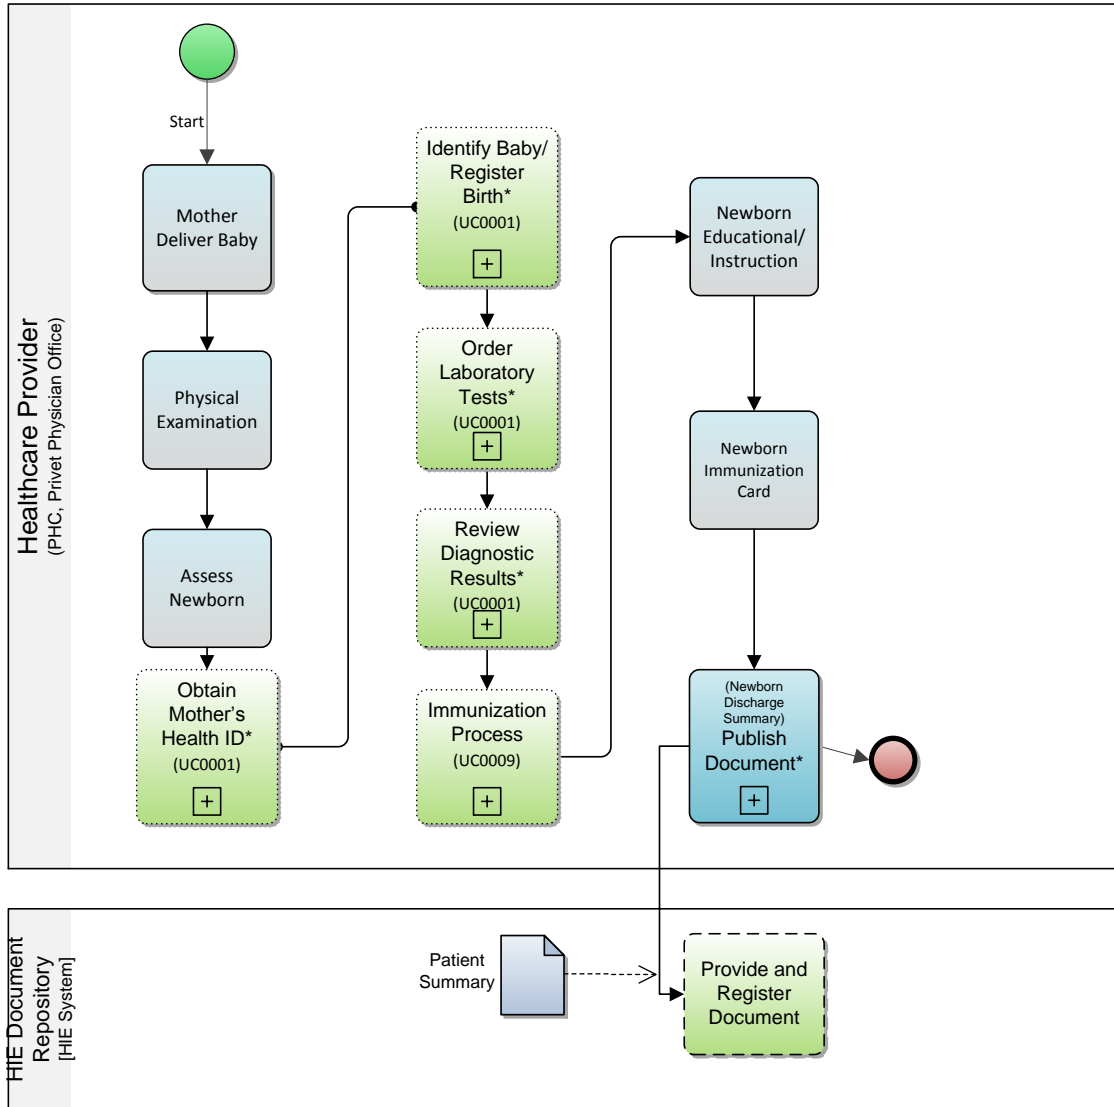 Healthcare Provider
(PHC, Privet Physician Office)
Start
Mother
Deliver Baby
Physical
Examination
Assess
Newborn
Obtain
Mother's
Health ID*
(UC0001)
+
Identify Baby/
Register
Birth*
(UC0001)
+
Order
Laboratory
Tests*
(UC0001)
+
Review
Diagnostic
Results*
(UC0001)
+
Immunization
Process
(UC0009)
+
Newborn
Educational/
Instruction
Newborn
Immunization
Card
(Newborn
Discharge
Summary)
Publish
Document*
+
HIE Document
Repository
[HIE System]
Patient
Summary
Provide and
Register
Document